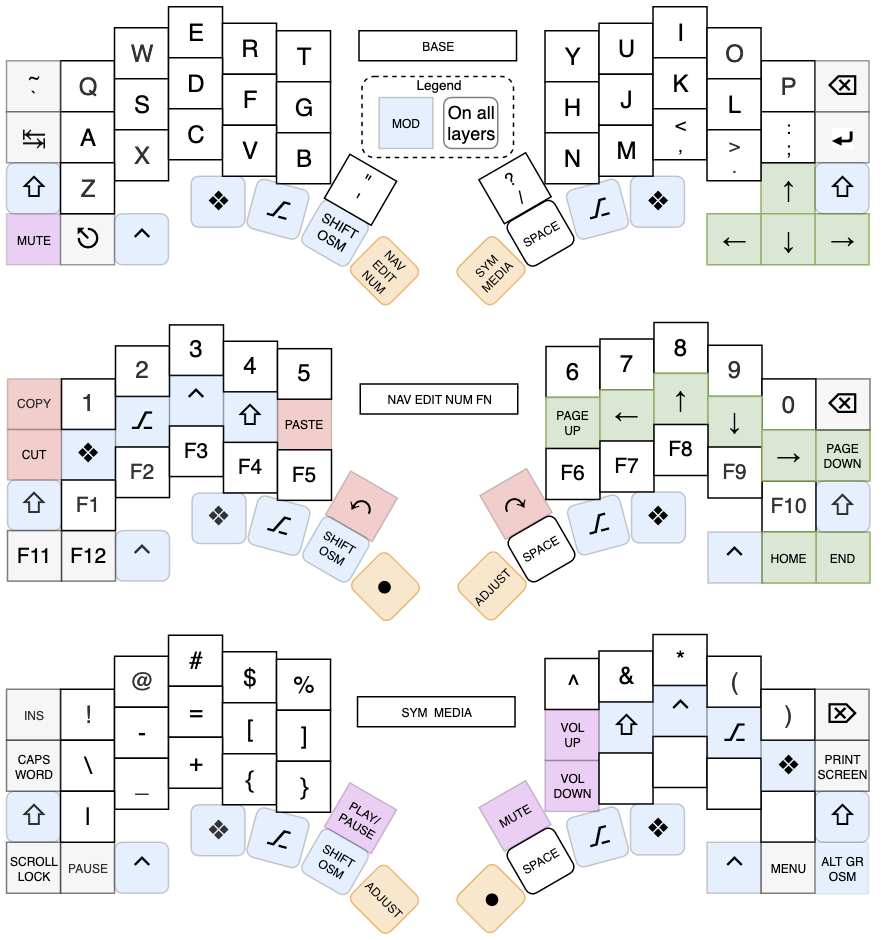 BASE
Legend
MOD
On all
layers
~
`
Q
W
E
R
T
A
S
D
F
G
Z
X
C
V
B
"
'
MUTE
^
SHIFT
OSM
NAV
EDIT
NUM
Y
U
I
O
P
H
J
K
L
:
;
N
M
<
,
>
.
?
/
SPACE
SYM
MEDIA
↑
←
↓
→
NAV EDIT NUM FN
COPY
1
2
3
4
5
CUT
^
PASTE
F1
F2
F3
F4
F5
F11
F12
^
SHIFT
OSM
6
7
8
9
0
PAGE
UP
←
↑
↓
→
PAGE
DOWN
F6
F7
F8
F9
F10
SPACE
ADJUST
^
HOME
END
SYM MEDIA
INS
!
@
#
$
%
CAPS
WORD
\
-
=
[
]
|
_
+
{
}
SCROLL
LOCK
PAUSE
^
PLAY/
PAUSE
SHIFT
OSM
ADJUST
^
&
*
(
)
VOL
UP
^
PRINT
SCREEN
VOL
DOWN
MUTE
SPACE
^
MENU
ALT GR
OSM